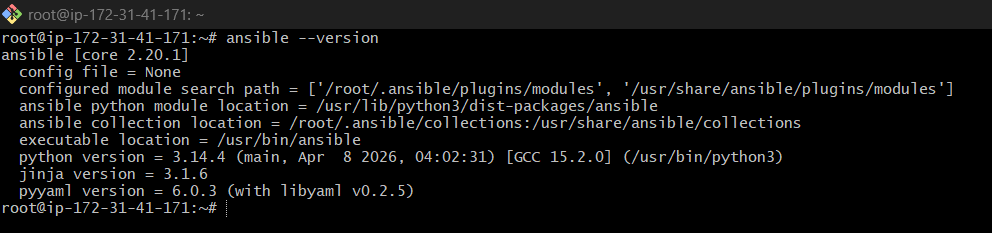 root@ip-172-31-41-171: ~
root@ip-172-31-41-171:~# ansible --version
ansible [core 2.20.1]
  config file = None
  configured module search path = ['/root/.ansible/plugins/modules', '/usr/share/ansible/plugins/modules']
  ansible python module location = /usr/lib/python3/dist-packages/ansible
  ansible collection location = /root/.ansible/collections:/usr/share/ansible/collections
  executable location = /usr/bin/ansible
  python version = 3.14.4 (main, Apr  8 2026, 04:02:31) [GCC 15.2.0] (/usr/bin/python3)
  jinja version = 3.1.6
  pyyaml version = 6.0.3 (with libyaml v0.2.5)
root@ip-172-31-41-171:~#